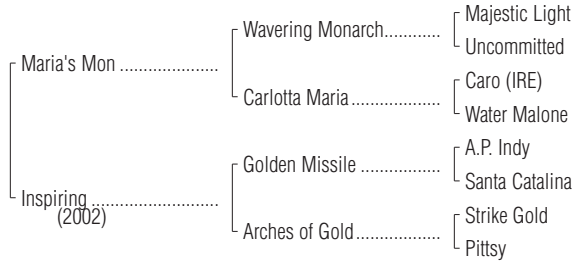 Majestic Light
Wavering Monarch............
Uncommitted
Maria's Mon .....................
Caro (IRE)
Carlotta Maria...................
Water Malone
A.P. Indy
Golden Missile .................
Santa Catalina
Inspiring ...........................
(2002)
Strike Gold
Arches of Gold..................
Pittsy